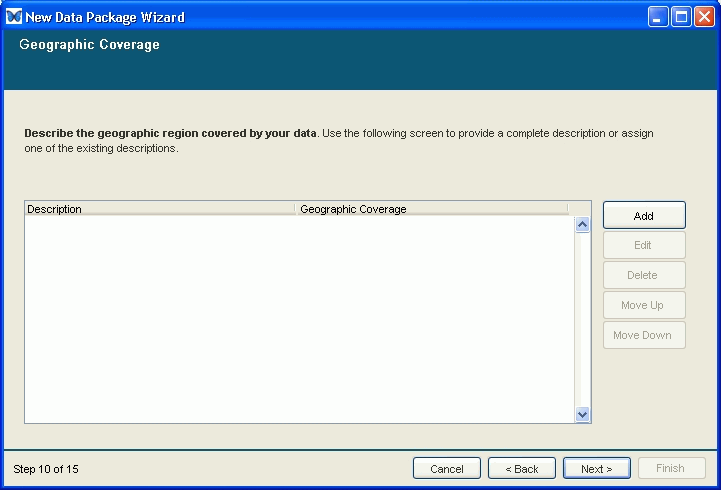 New Data Package Wizard
Geographic Coverage
Describe the geographic region covered by your data. Use the following screen to provide a complete description or assign
one of the existing descriptions.
Description Geographic Coverage
Add
Edit
Delete
Move Up
Move Down
Step 10 of 15 Cancel < Back Next > Finish